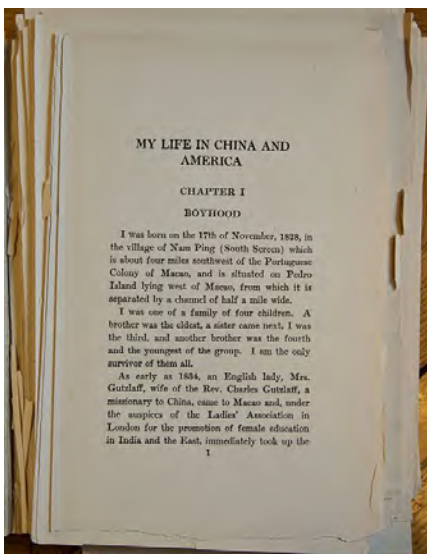 MY LIFE IN CHINA AND
AMERICA
CHAPTER I
BOYHOOD
I was born on the 17th of November, 1828, in
the village of Nam Ping (South Screen) which
is about four miles southwest of the Portuguese
Colony of Macao, and is situated on Pedro
Island lying west of Macao, from which it is
separated by a channel of half a mile wide.
I was one of a family of four children. A
brother was the eldest, a sister came next, I was
the third, and another brother was the fourth
and the youngest of the group. I am the only
survivor of them all.
As early as 1834, an English lady, Mrs.
Gutzlaff, wife of the Rev. Charles Gutzlaff, a
missionary to China, came to Macao and, under
the auspices of the Ladies' Association in
London for the promotion of female education
in India and the East, immediately took up the
1